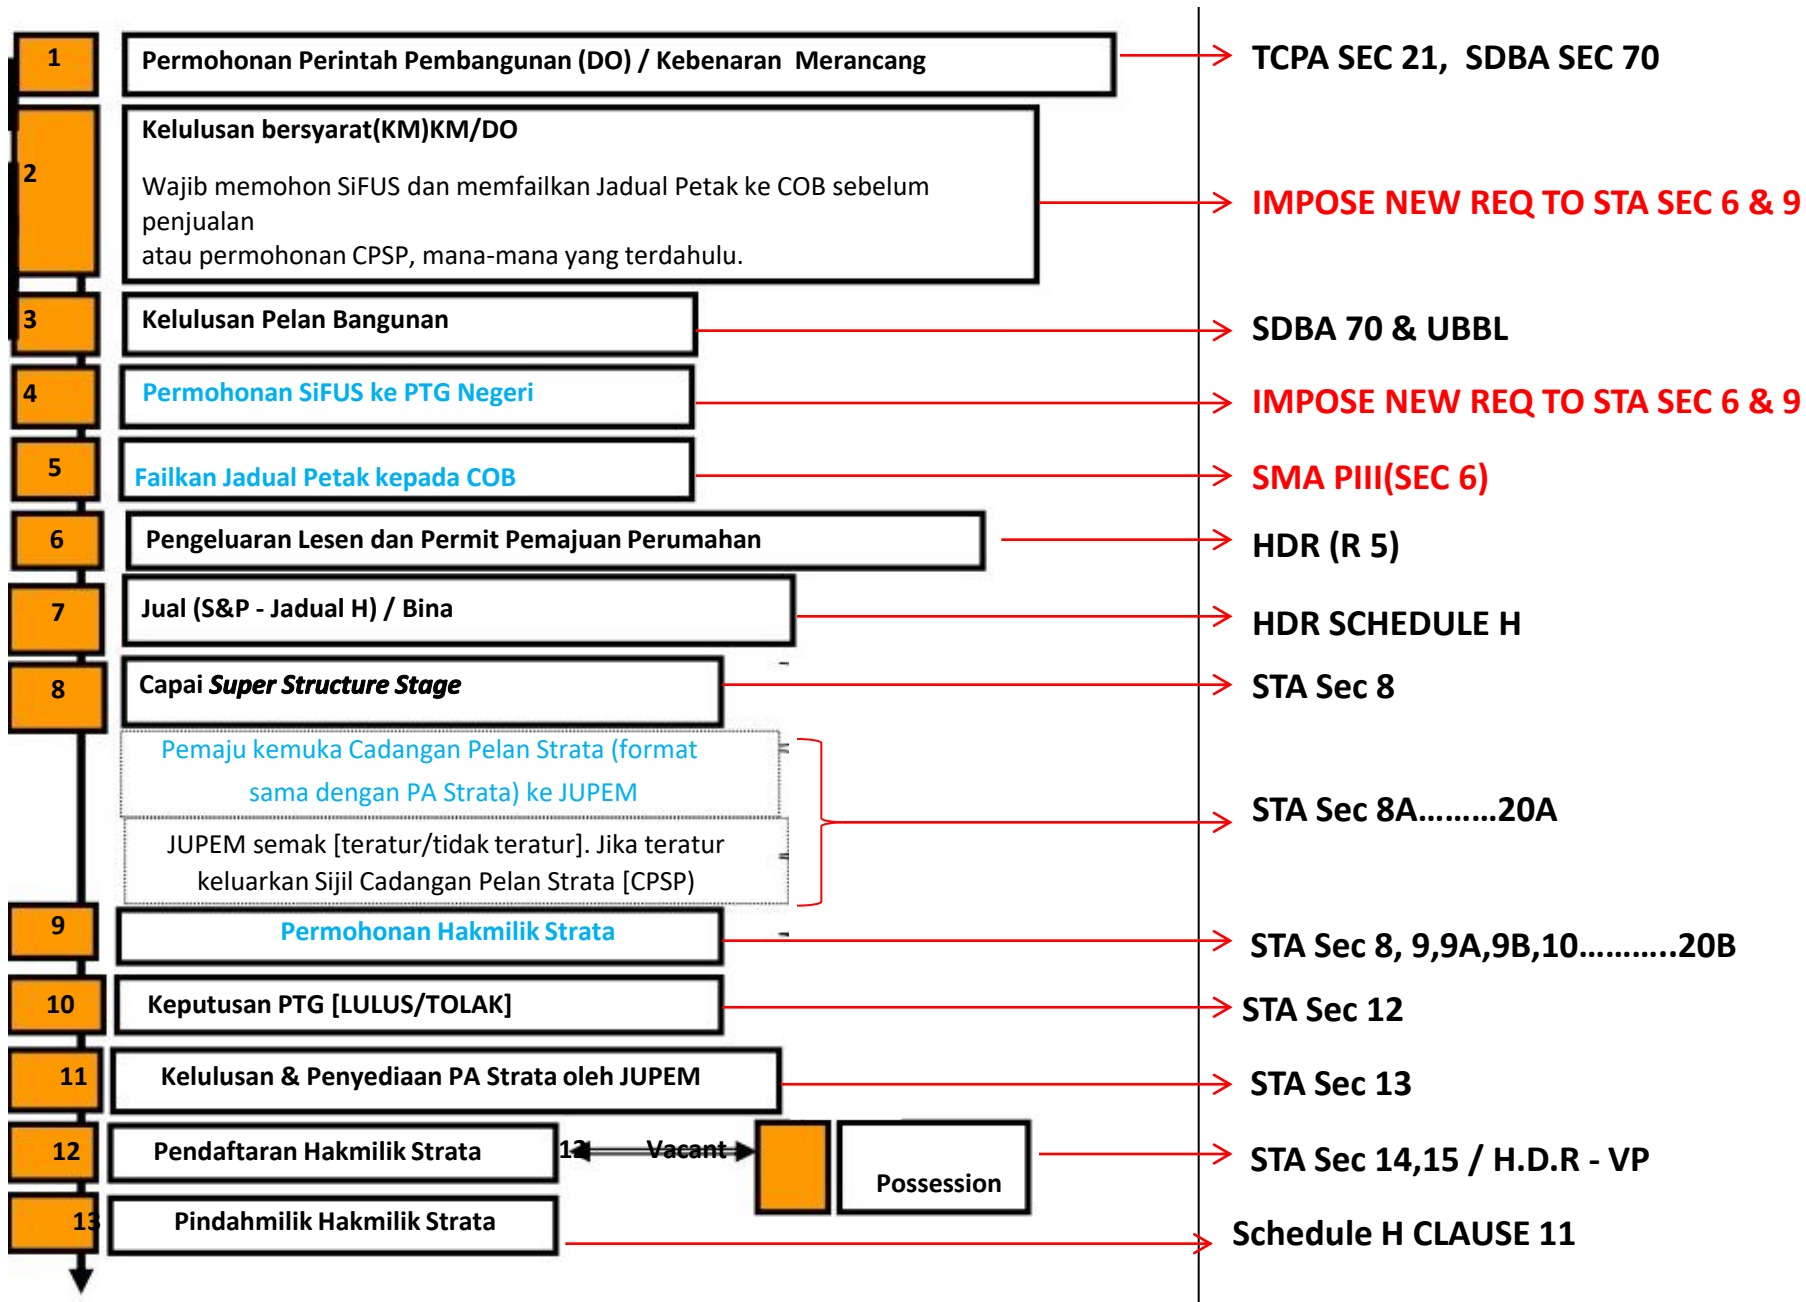 1
Permohonan Perintah Pembangunan (DO) / Kebenaran Merancang
TCPA SEC 21, SDBA SEC 70
2
Kelulusan bersyarat(KM)KM/DO
Wajib memohon SiFUS dan memfailkan Jadual Petak ke COB sebelum
penjualan
atau permohonan CPSP, mana-mana yang terdahulu.
IMPOSE NEW REQ TO STA SEC 6 & 9
3
Kelulusan Pelan Bangunan
SDBA 70 & UBBL
4
Permohonan SiFUS ke PTG Negeri
IMPOSE NEW REQ TO STA SEC 6 & 9
5
Failkan Jadual Petak kepada COB
SMA PIII(SEC 6)
6
Pengeluaran Lesen dan Permit Pemajuan Perumahan
HDR (R 5)
7
Jual (S&P - Jadual H) / Bina
HDR SCHEDULE H
8
Capai Super Structure Stage
STA Sec 8
Pemaju kemuka Cadangan Pelan Strata (format
sama dengan PA Strata) ke JUPEM
JUPEM semak [teratur/tidak teratur]. Jika teratur
keluarkan Sijil Cadangan Pelan Strata [CPSP)
STA Sec 8A.........20A
9
Permohonan Hakmilik Strata
STA Sec 8, 9,9A,9B,10...........20B
10
Keputusan PTG [LULUS/TOLAK]
STA Sec 12
11
Kelulusan & Penyediaan PA Strata oleh JUPEM
STA Sec 13
12
Pendaftaran Hakmilik Strata
12 Vacant
Possession
STA Sec 14,15 / H.D.R - VP
13
Pindahmilik Hakmilik Strata
Schedule H CLAUSE 11